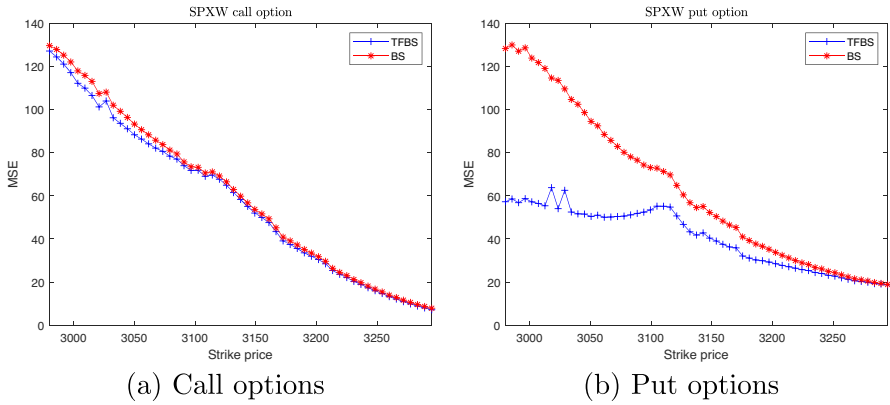 SPXW call option
140
120
100
80
60
40
20
0
MSE
3000
3050
3100
3150
3200
3250
Strike price
TFBS
BS
(a) Call options
SPXW put option
140
120
100
80
60
40
20
0
MSE
3000
3050
3100
3150
3200
3250
Strike price
TFBS
BS
(b) Put options